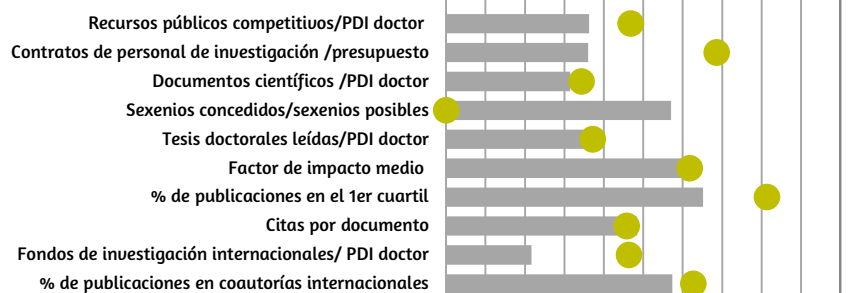 Recursos públicos competitivos/PDI doctor
Contratos de personal de investigación /presupuesto
Documentos científicos /PDI doctor
Sexenios concedidos/sexenios posibles
Tesis doctorales leídas/PDI doctor
Factor de impacto medio
% de publicaciones en el 1er cuartil
Citas por documento
Fondos de investigación internacionales/ PDI doctor
% de publicaciones en coautorías internacionales